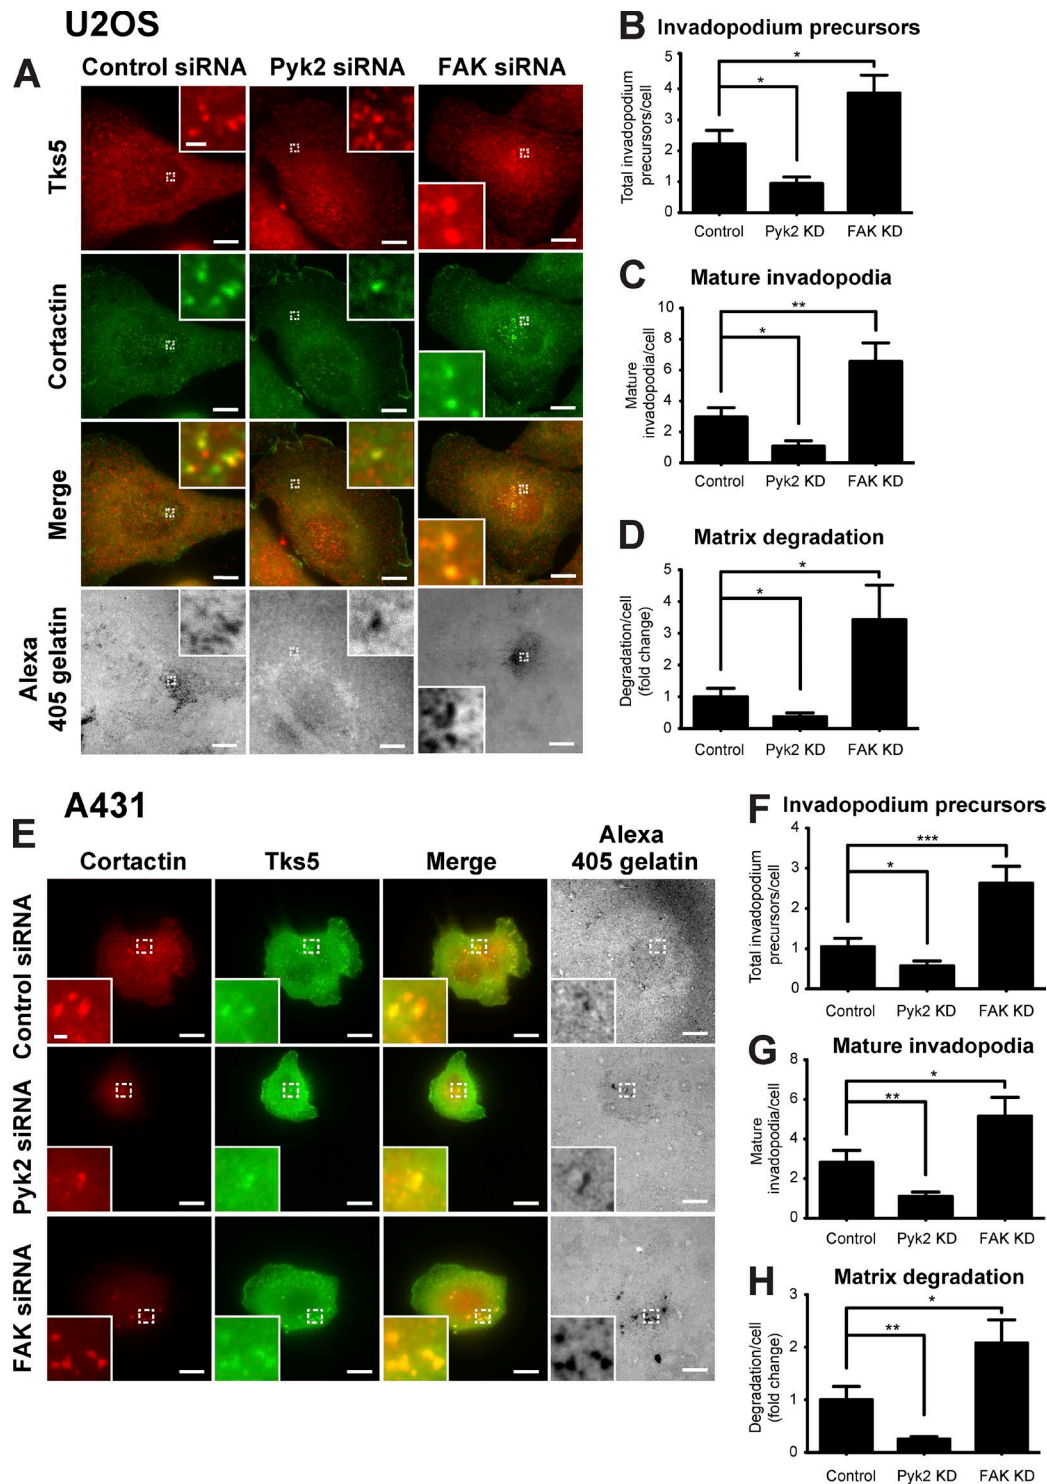 U2OS
A
Control siRNA
Pyk2 siRNA
FAK siRNA
Tks5
Cortactin
Merge
Alexa
405 gelatin
B
Invadopodium precursors
Total invadopodium
precursors/cell
5
4
3
2
1
0
*
*
Control
Pyk2 KD
FAK KD
C
Mature invadopodia
Mature
invadopodia/cell
10
8
6
4
2
0
**
*
Control
Pyk2 KD
FAK KD
D
Matrix degradation
Degradation/cell
(fold change)
5
4
3
2
1
0
*
*
Control
Pyk2 KD
FAK KD
A431
E
Cortactin
Tks5
Merge
Alexa
405 gelatin
Control siRNA
Pyk2 siRNA
FAK siRNA
F
Invadopodium precursors
Total invadopodium
precursors/cell
4
3
2
1
0
***
*
Control
Pyk2 KD
FAK KD
G
Mature invadopodia
Mature
invadopodia/cell
8
6
4
2
0
*
**
Control
Pyk2 KD
FAK KD
H
Matrix degradation
Degradation/cell
(fold change)
3
2
1
0
*
**
Control
Pyk2 KD
FAK KD